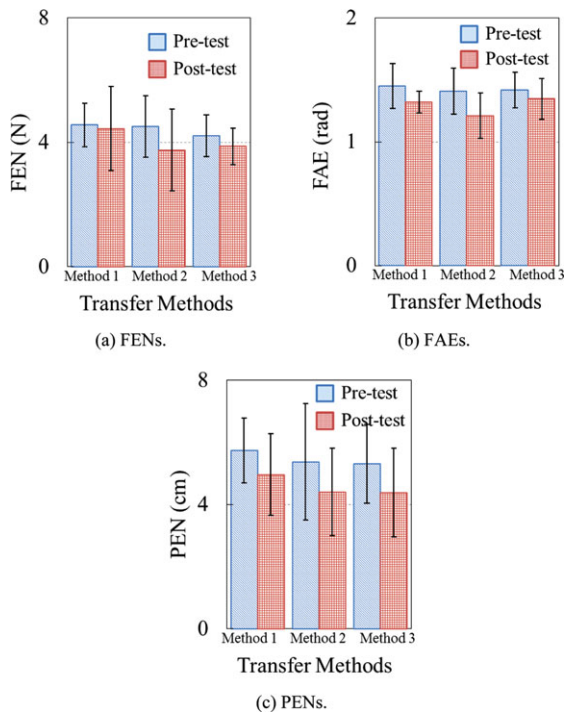 8
Pre-test
Post-test
FEN (N)
4
0
Method 1 Method 2 Method 3
Transfer Methods
(a) FENs.
2
Pre-test
Post-test
FAE (rad)
1
0
Method 1 Method 2 Method 3
Transfer Methods
(b) FAEs.
8
Pre-test
Post-test
PEN (cm)
4
0
Method 1 Method 2 Method 3
Transfer Methods
(c) PENs.